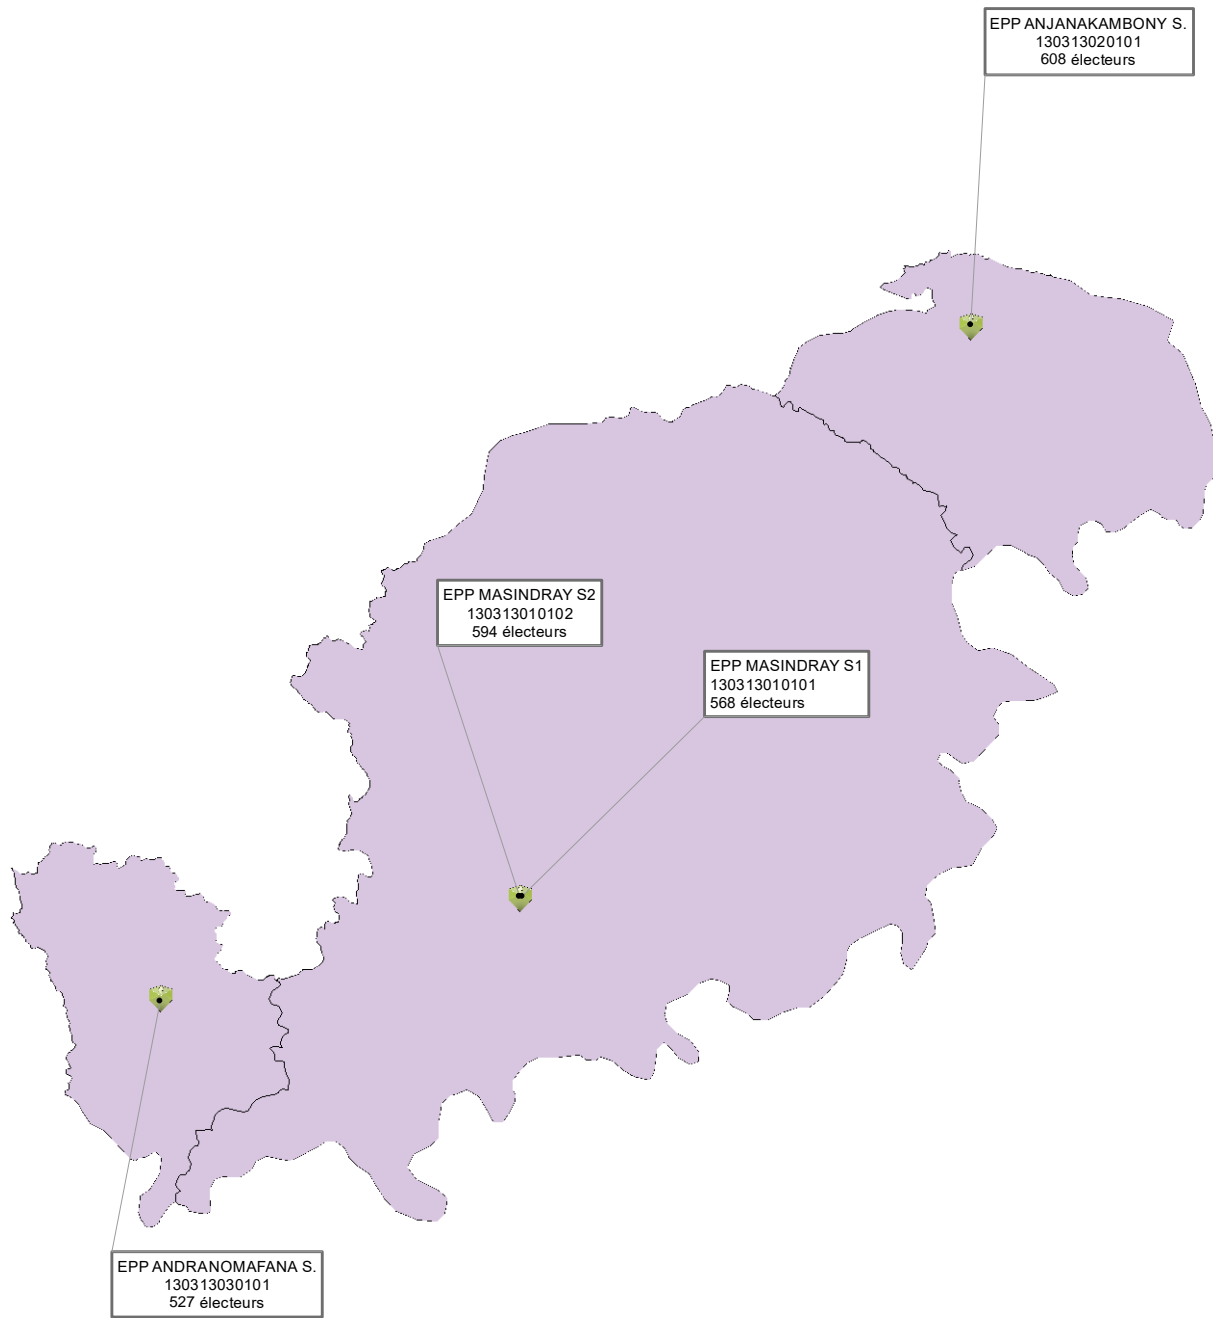 EPP ANJANAKAMBONY S.
130313020101
608 électeurs
EPP MASINDRAY S2
130313010102
594 électeurs
EPP MASINDRAY S1
130313010101
568 électeurs
EPP ANDRANOMAFANA S.
130313030101
527 électeurs